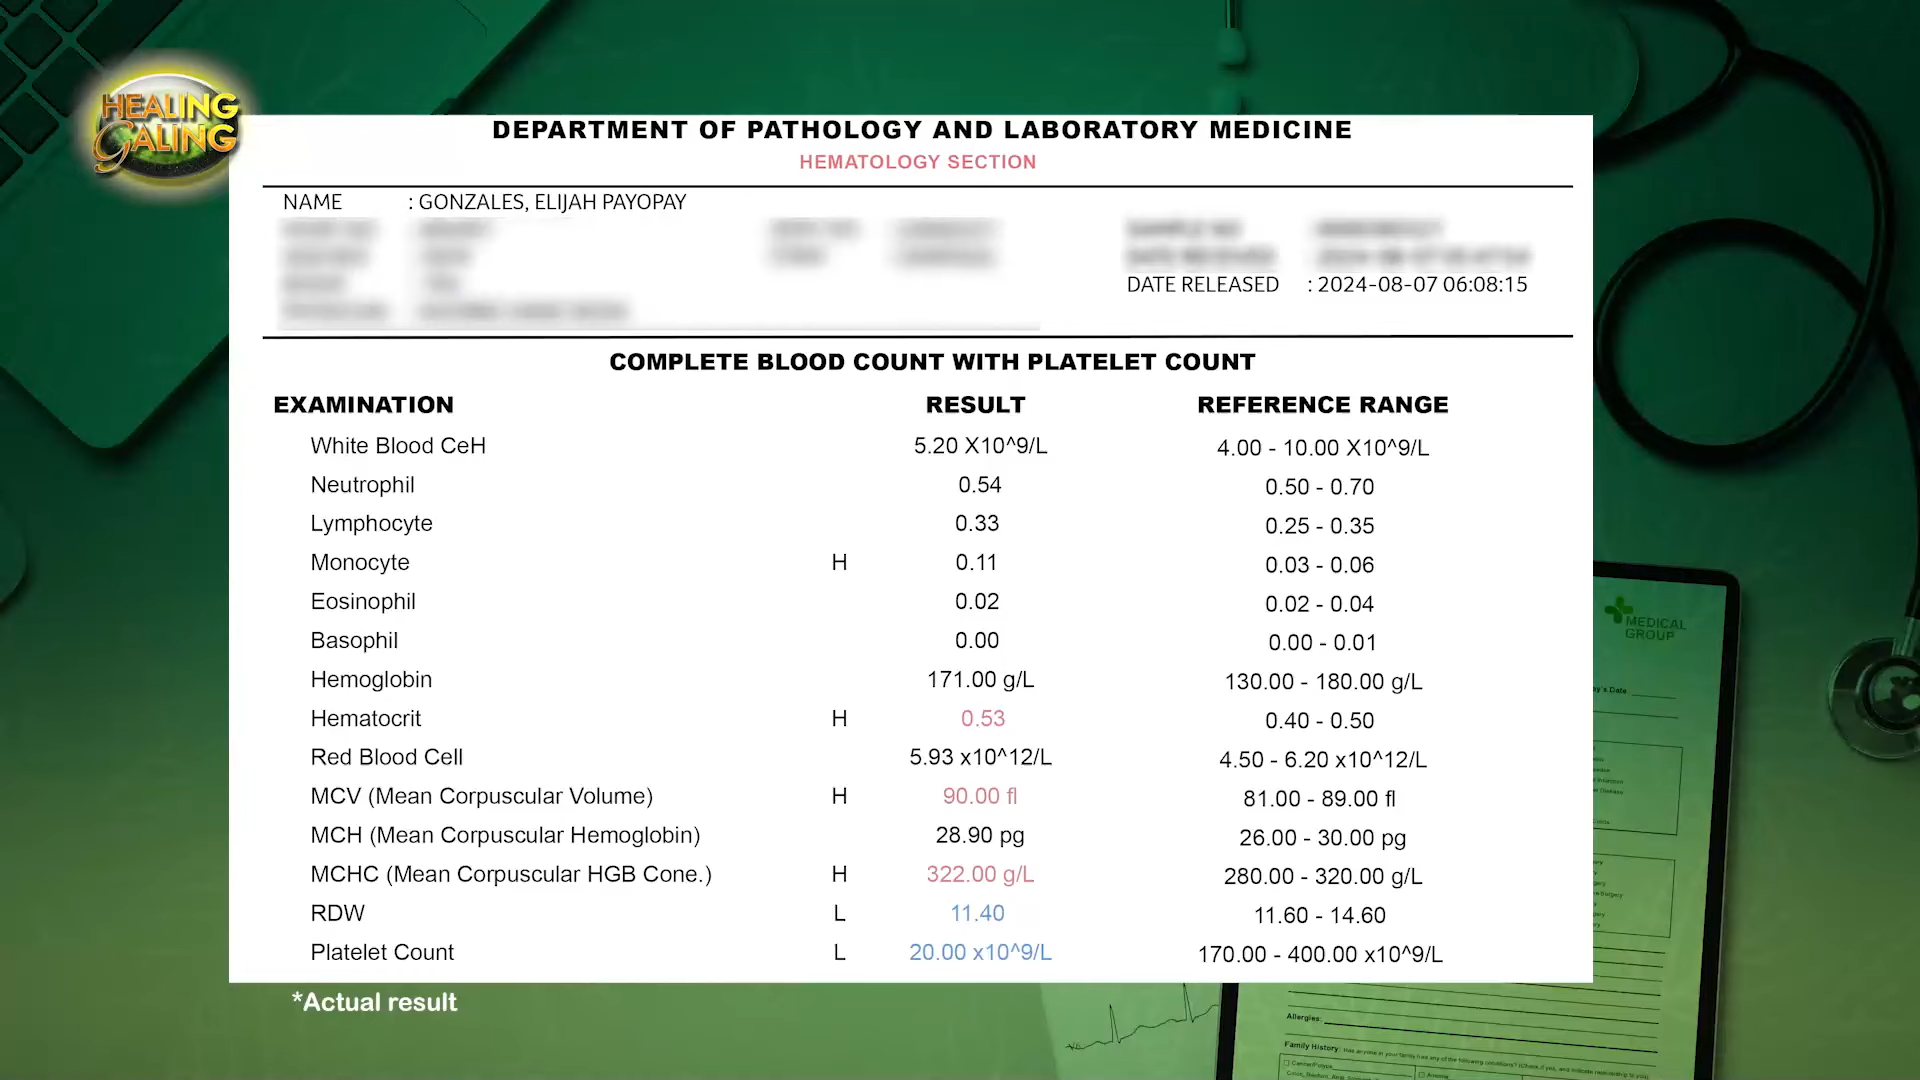 HEALING
GALING
DEPARTMENT OF PATHOLOGY AND LABORATORY MEDICINE
HEMATOLOGY SECTION
NAME : GONZALES, ELIJAH PAYOPAY
DATE RELEASED : 2024-08-07 06:08:15
COMPLETE BLOOD COUNT WITH PLATELET COUNT
EXAMINATION RESULT REFERENCE RANGE
White Blood CeH 5.20 X10^9/L 4.00 - 10.00 X10^9/L
Neutrophil 0.54 0.50 - 0.70
Lymphocyte 0.33 0.25 - 0.35
Monocyte H 0.11 0.03 - 0.06
Eosinophil 0.02 0.02 - 0.04
Basophil 0.00 0.00 - 0.01
Hemoglobin 171.00 g/L 130.00 - 180.00 g/L
Hematocrit H 0.53 0.40 - 0.50
Red Blood Cell 5.93 x10^12/L 4.50 - 6.20 x10^12/L
MCV (Mean Corpuscular Volume) H 90.00 fl 81.00 - 89.00 fl
MCH (Mean Corpuscular Hemoglobin) 28.90 pg 26.00 - 30.00 pg
MCHC (Mean Corpuscular HGB Cone.) H 322.00 g/L 280.00 - 320.00 g/L
RDW L 11.40 11.60 - 14.60
Platelet Count L 20.00 x10^9/L 170.00 - 400.00 x10^9/L
*Actual result
MEDICAL
GROUP
Allergies:
Family History: